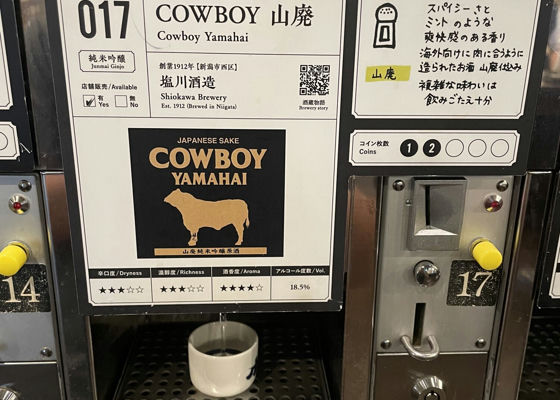 017
COWBOY 山廃
Cowboy Yamahai
純米吟醸
Junmai Ginjo
店舗販売/Available
有 Yes
無 No
創業1912年【新潟市西区】
塩川酒造
Shiokawa Brewery
Est. 1912 (Brewed in Niigata)
酒蔵物語
Brewery story
JAPANESE SAKE
COWBOY
YAMAHAI
山廃純米吟醸原酒
辛口度/Dryness
濃醇度/Richness
酒香度/Aroma
アルコール度数/Vol.
★★★☆☆
★★★☆☆
★★★★☆
18.5%
スパイシーさと
ミントのような
爽快感のある香り
海外向けに肉に合うように
造られたお酒 山廃仕込み
複雑な味わいは
飲みごたえ十分
山廃
コイン枚数
Coins
1 2
14
17